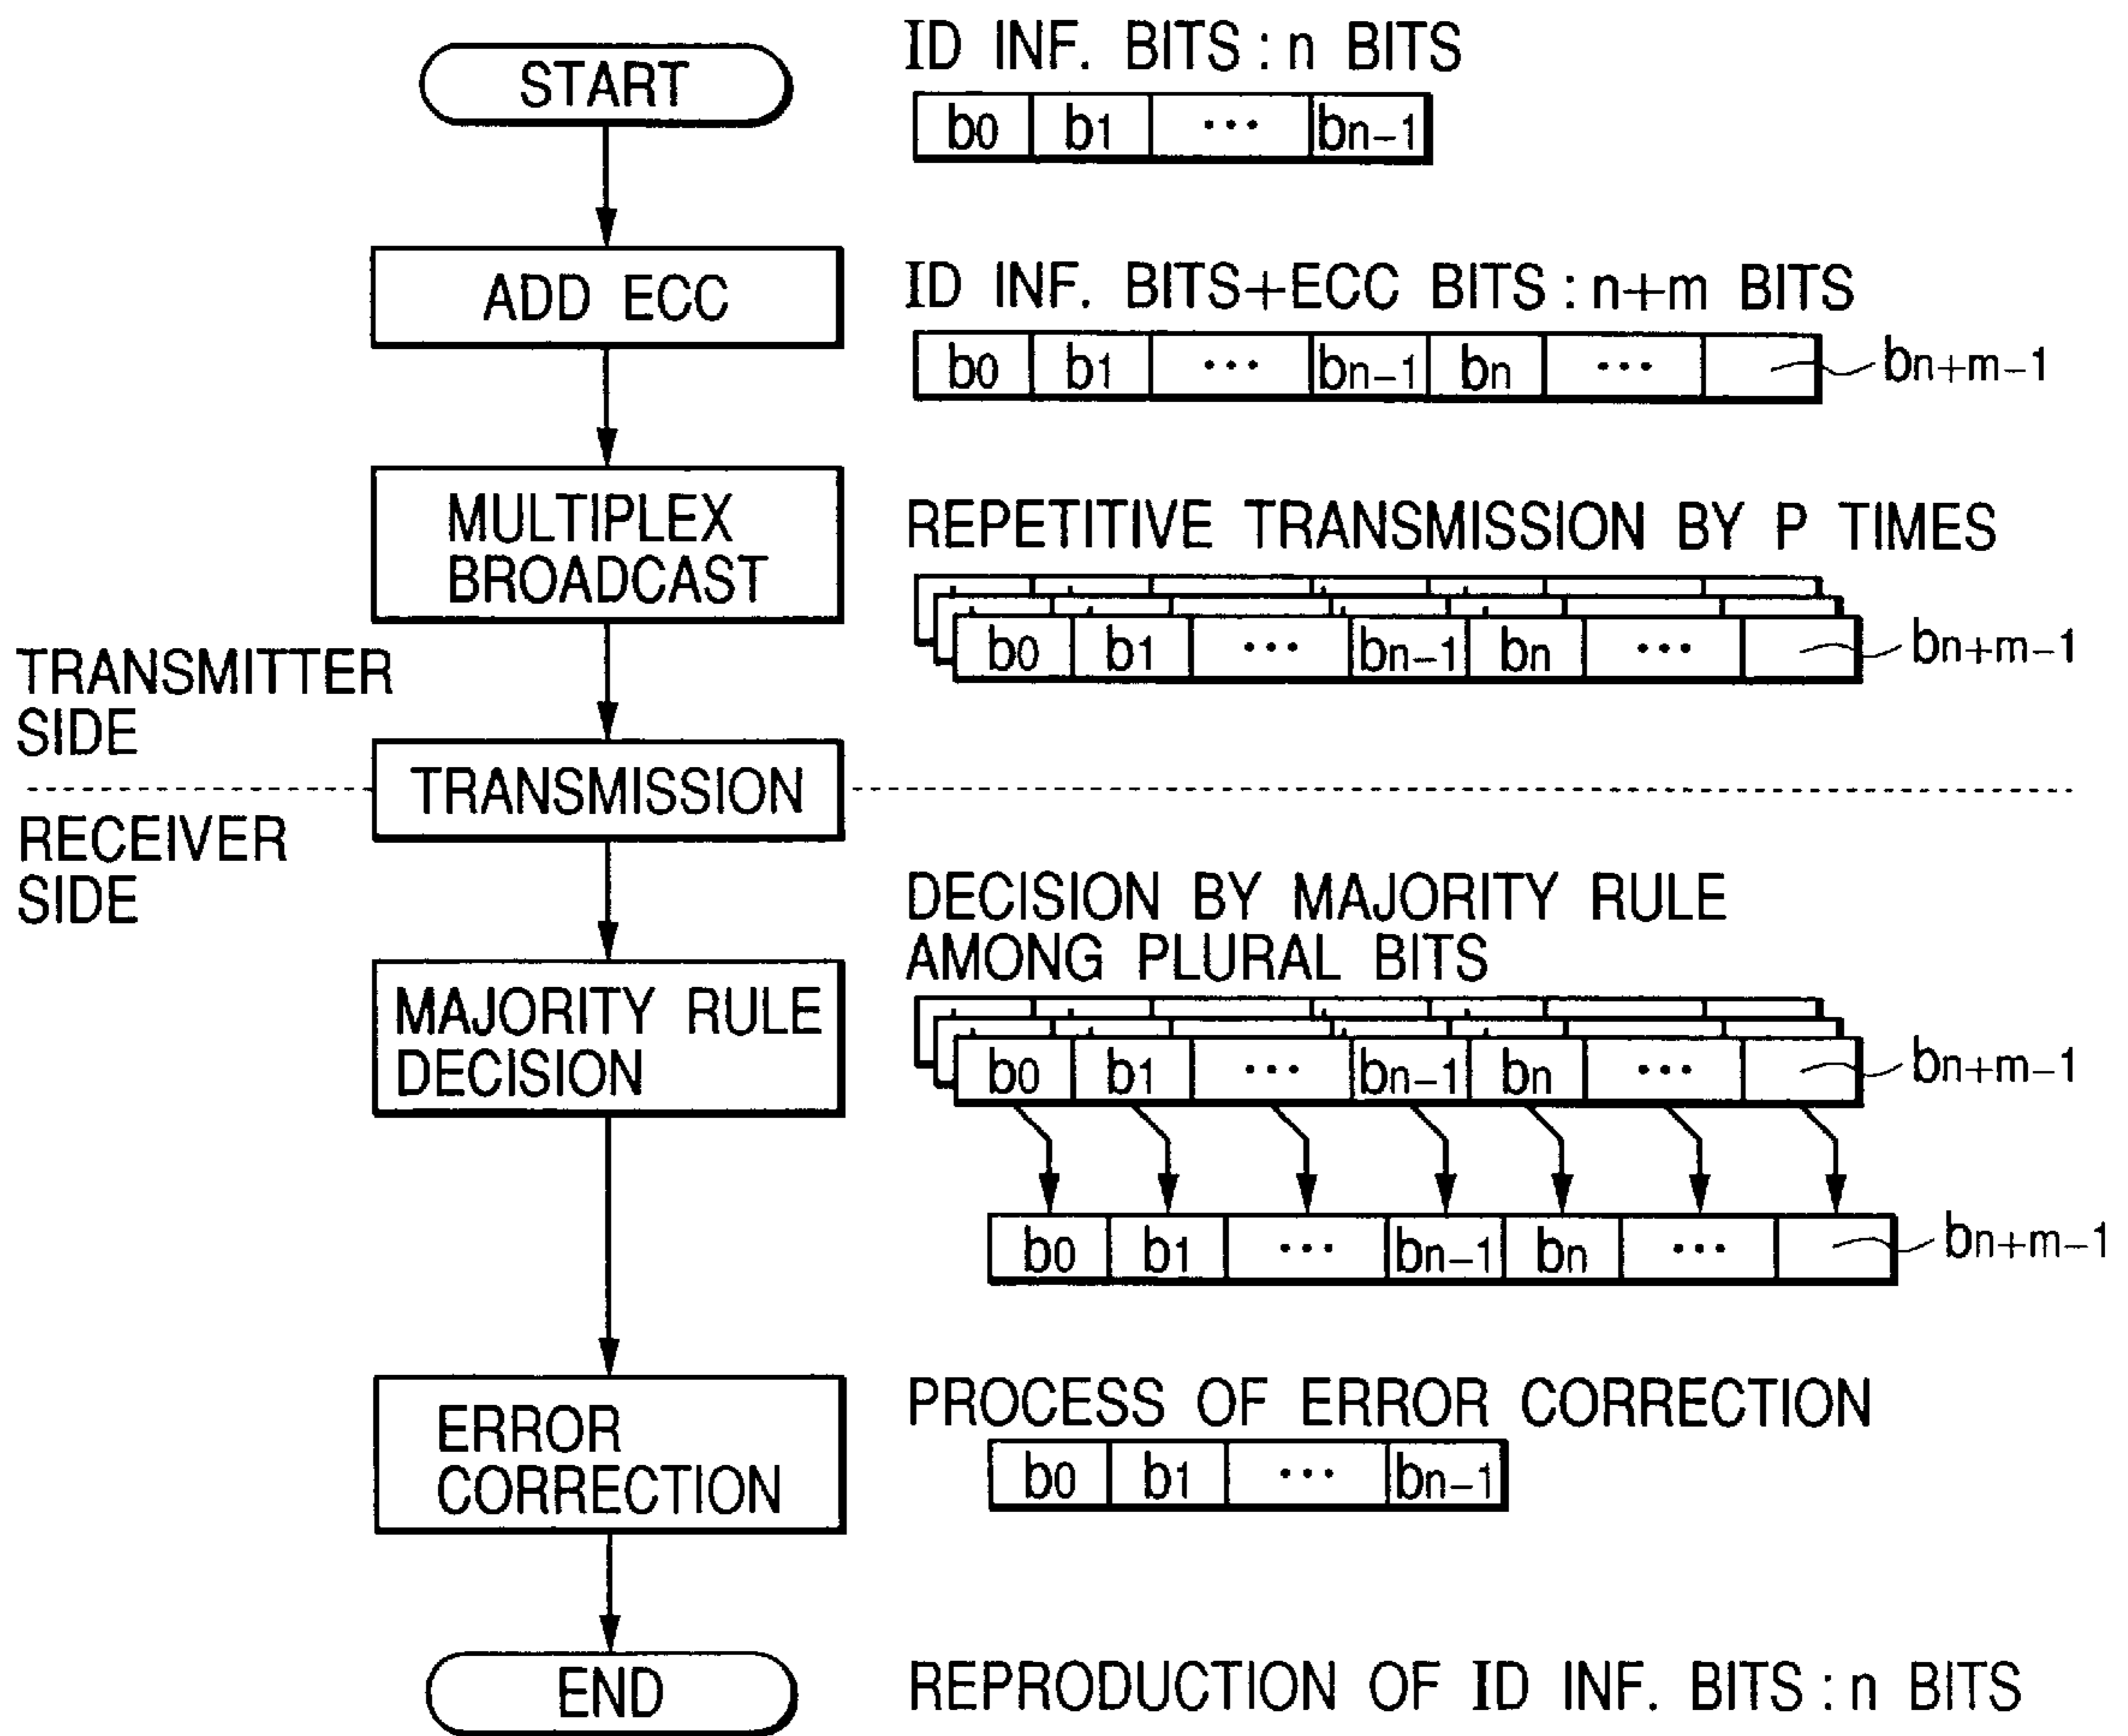 START
ID INF. BITS : n BITS
b0 b1 ··· bn-1
ADD ECC
ID INF. BITS+ECC BITS : n+m BITS
b0 b1 ··· bn-1 bn ··· bn+m-1
MULTIPLEX
BROADCAST
REPETITIVE TRANSMISSION BY P TIMES
b0 b1 ··· bn-1 bn ··· bn+m-1
TRANSMITTER
SIDE
TRANSMISSION
RECEIVER
SIDE
DECISION BY MAJORITY RULE
AMONG PLURAL BITS
MAJORITY RULE
DECISION
b0 b1 ··· bn-1 bn ··· bn+m-1
b0 b1 ··· bn-1 bn ··· bn+m-1
ERROR
CORRECTION
PROCESS OF ERROR CORRECTION
b0 b1 ··· bn-1
END
REPRODUCTION OF ID INF. BITS : n BITS